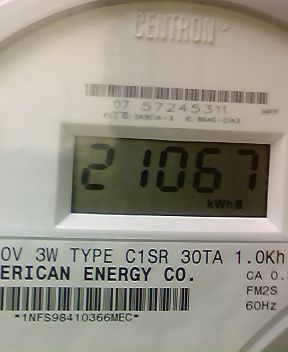 CENTRON
07 57245311
21067
kWh
0V 3W TYPE C1SR 30TA 1.0Kh
ERICAN ENERGY CO.
CA 0.
FM2S
60Hz
*1NFS98410366MEC*